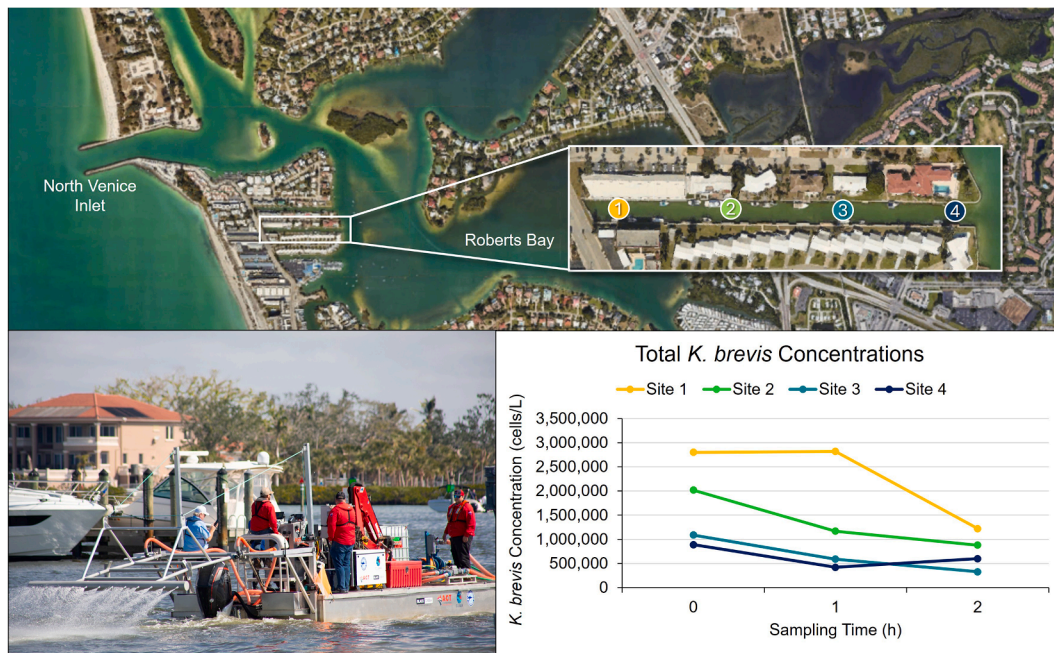 North Venice
Inlet
Roberts Bay
1
2
3
4
Total K. brevis Concentrations
Site 1
Site 2
Site 3
Site 4
K. brevis Concentration (cells/L)
3,500,000
3,000,000
2,500,000
2,000,000
1,500,000
1,000,000
500,000
0
0
1
2
Sampling Time (h)